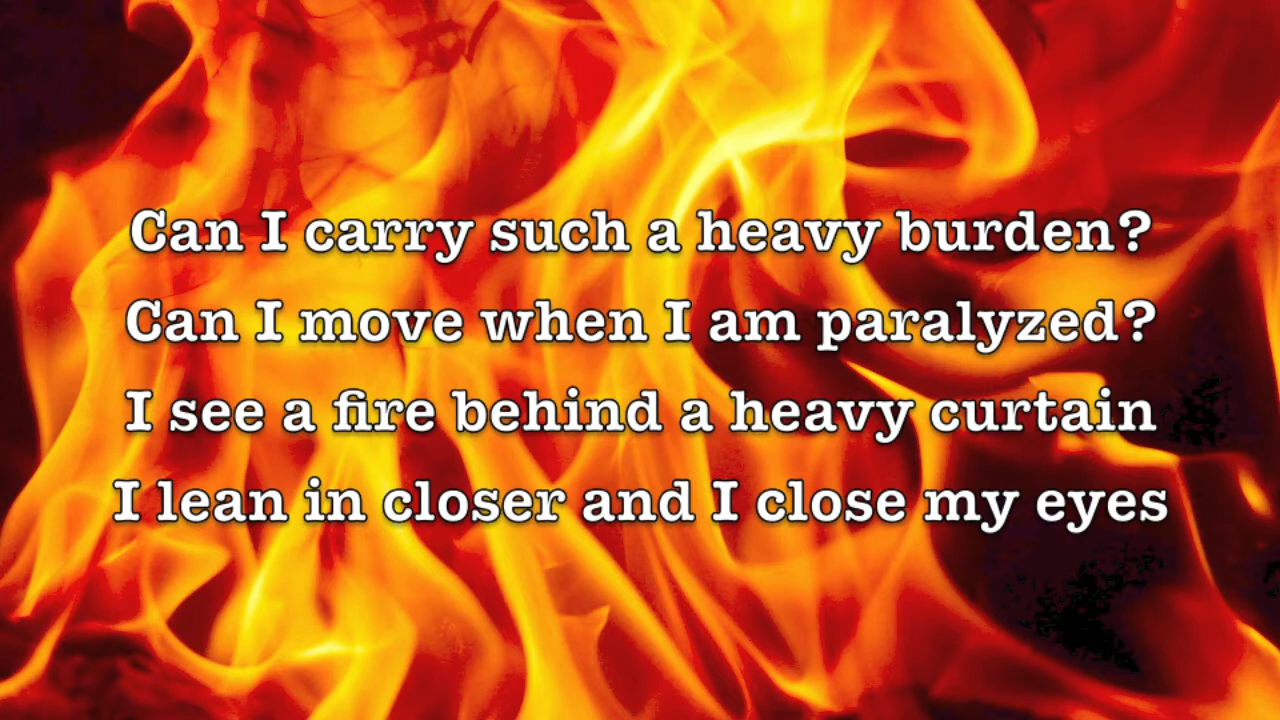 Can I carry such a heavy burden?
Can I move when I am paralyzed?
I see a fire behind a heavy curtain
I lean in closer and I close my eyes